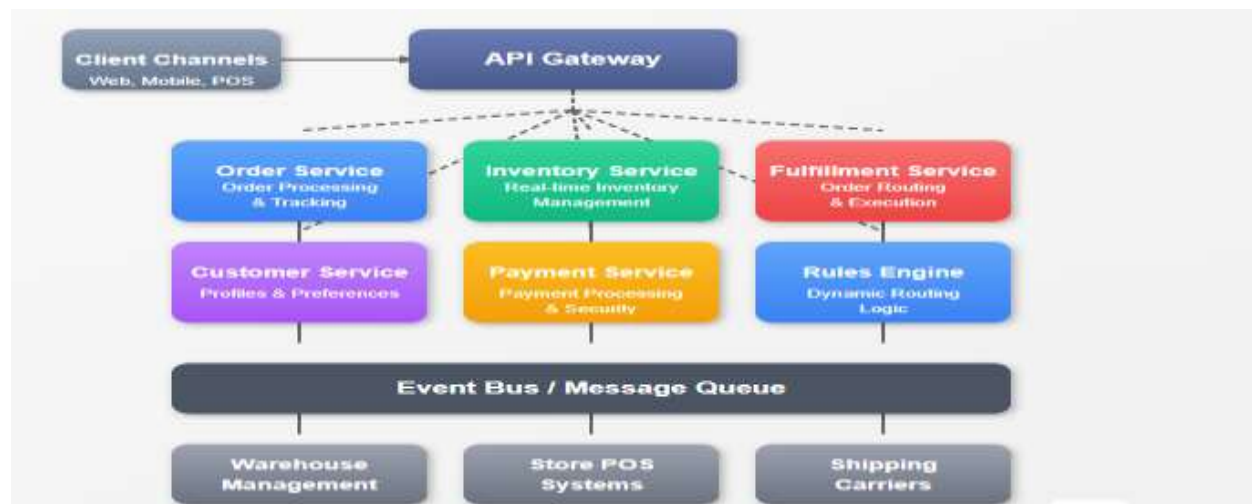 Client Channels
Web, Mobile, POS
API Gateway
Order Service
Order Processing
& Tracking
Inventory Service
Real-time Inventory
Management
Fulfillment Service
Order Routing
& Execution
Customer Service
Profiles & Preferences
Payment Service
Payment Processing
& Security
Rules Engine
Dynamic Routing
Logic
Event Bus / Message Queue
Warehouse
Management
Store POS
Systems
Shipping
Carriers